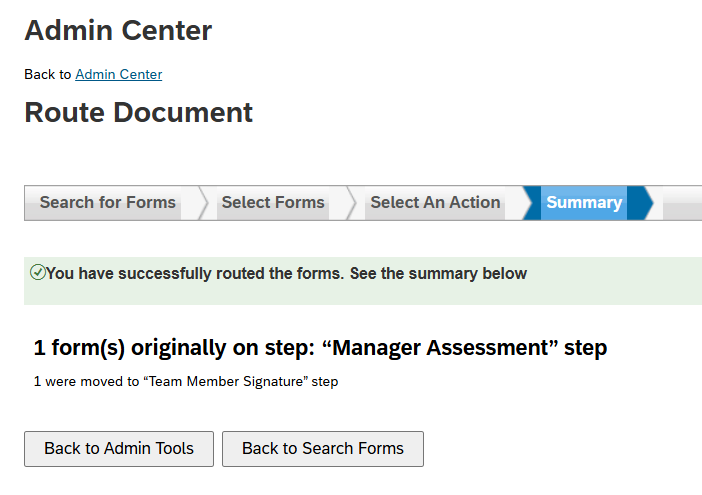 Admin Center
Back to Admin Center
Route Document
Search for Forms
Select Forms
Select An Action
Summary
You have successfully routed the forms. See the summary below
1 form(s) originally on step: “Manager Assessment” step
1 were moved to “Team Member Signature” step
Back to Admin Tools
Back to Search Forms